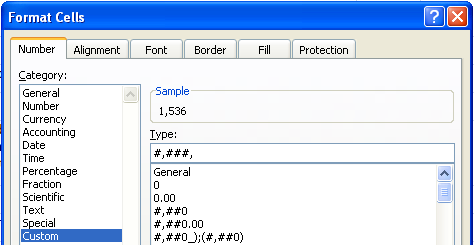 Format Cells
Number Alignment Font Border Fill Protection
Category:
General
Number
Currency
Accounting
Date
Time
Percentage
Fraction
Scientific
Text
Special
Custom
Sample
1,536
Type:
#,###,
General
0
0.00
#,##0
#,##0.00
#,##0_);(#,##0)